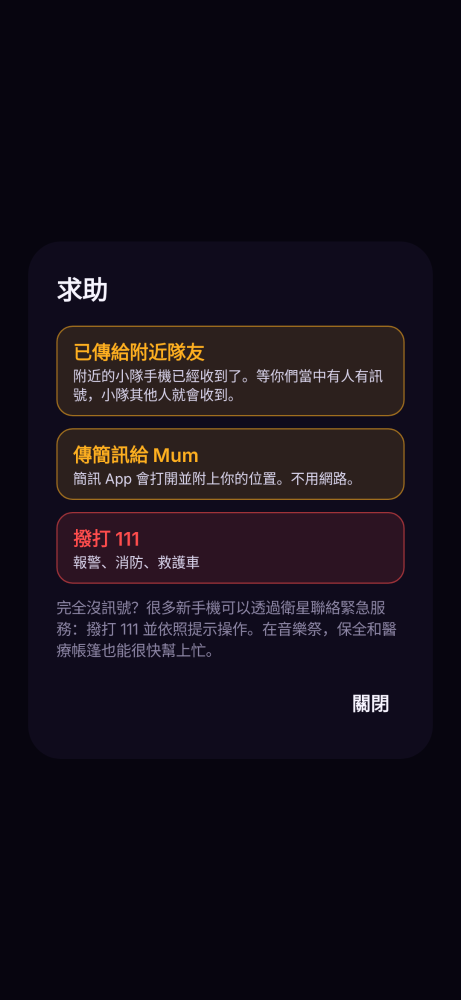 求助
已傳給附近隊友
附近的小隊手機已經收到了。等你們當中有人有訊
號，小隊其他人就會收到。
傳簡訊給 Mum
簡訊 App 會打開並附上你的位置。不用網路。
撥打 111
報警、消防、救護車
完全沒訊號？很多新手機可以透過衛星聯絡緊急服
務：撥打 111 並依照提示操作。在音樂祭，保全和醫
療帳篷也能很快幫上忙。
關閉